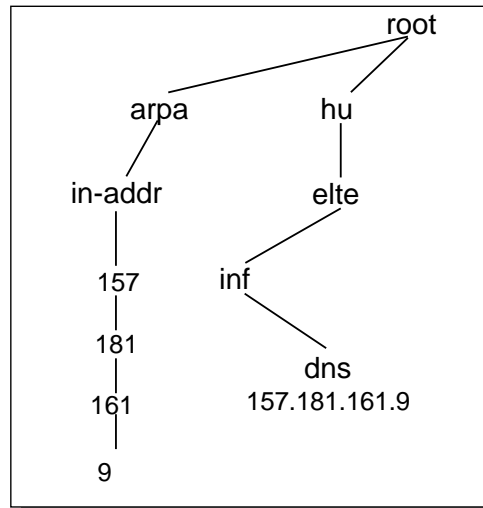 root
arpa hu
in-addr elte
157 inf
181
dns
161 157.181.161.9
9